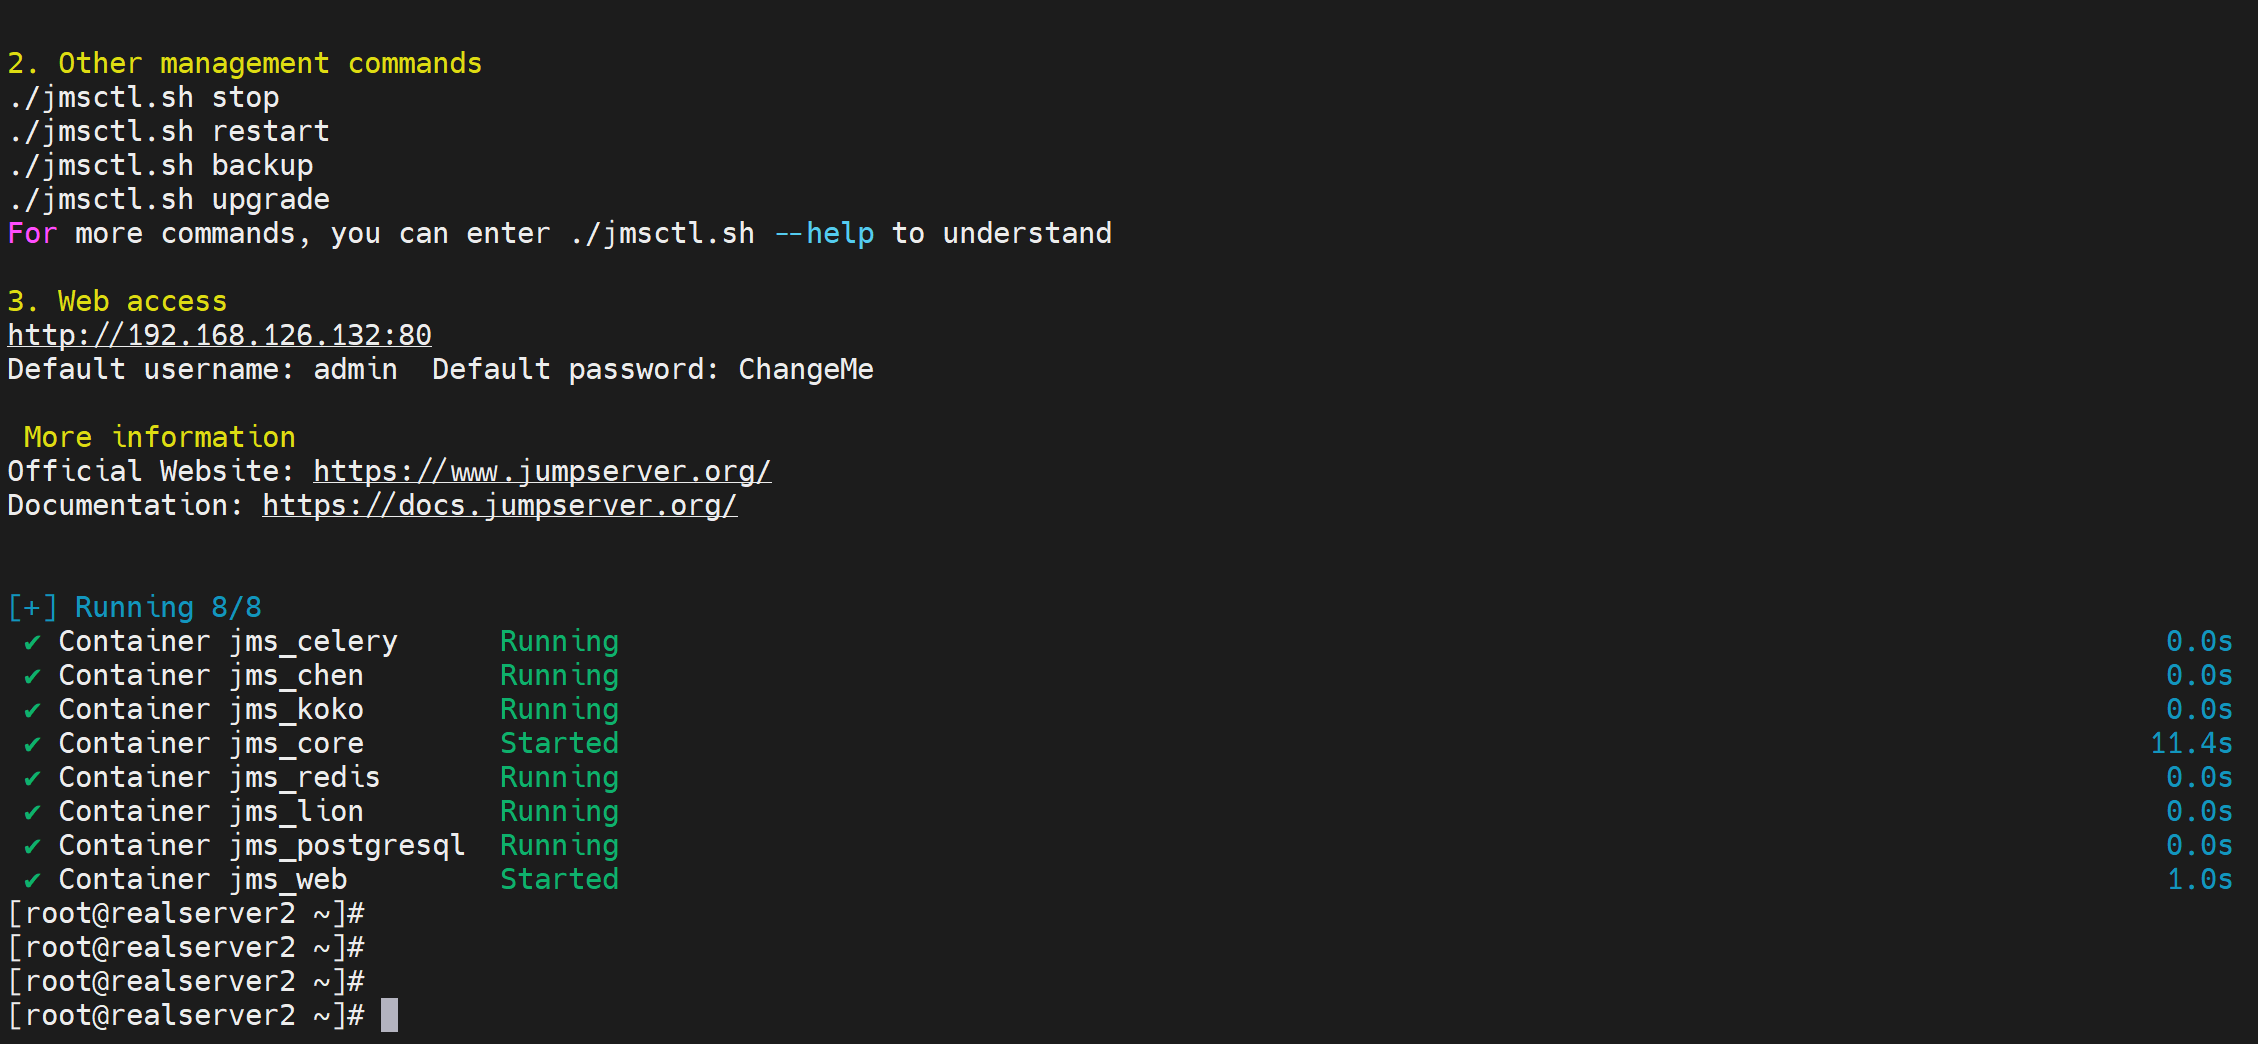 2. Other management commands
./jmsctl.sh stop
./jmsctl.sh restart
./jmsctl.sh backup
./jmsctl.sh upgrade
For more commands, you can enter ./jmsctl.sh --help to understand
3. Web access
http://192.168.126.132:80
Default username: admin  Default password: ChangeMe
More information
Official Website: https://www.jumpserver.org/
Documentation: https://docs.jumpserver.org/
[+] Running 8/8
✔ Container jms_celery Running 0.0s
✔ Container jms_chen Running 0.0s
✔ Container jms_koko Running 0.0s
✔ Container jms_core Started 11.4s
✔ Container jms_redis Running 0.0s
✔ Container jms_lion Running 0.0s
✔ Container jms_postgresql Running 0.0s
✔ Container jms_web Started 1.0s
[root@realserver2 ~]#
[root@realserver2 ~]#
[root@realserver2 ~]#
[root@realserver2 ~]#